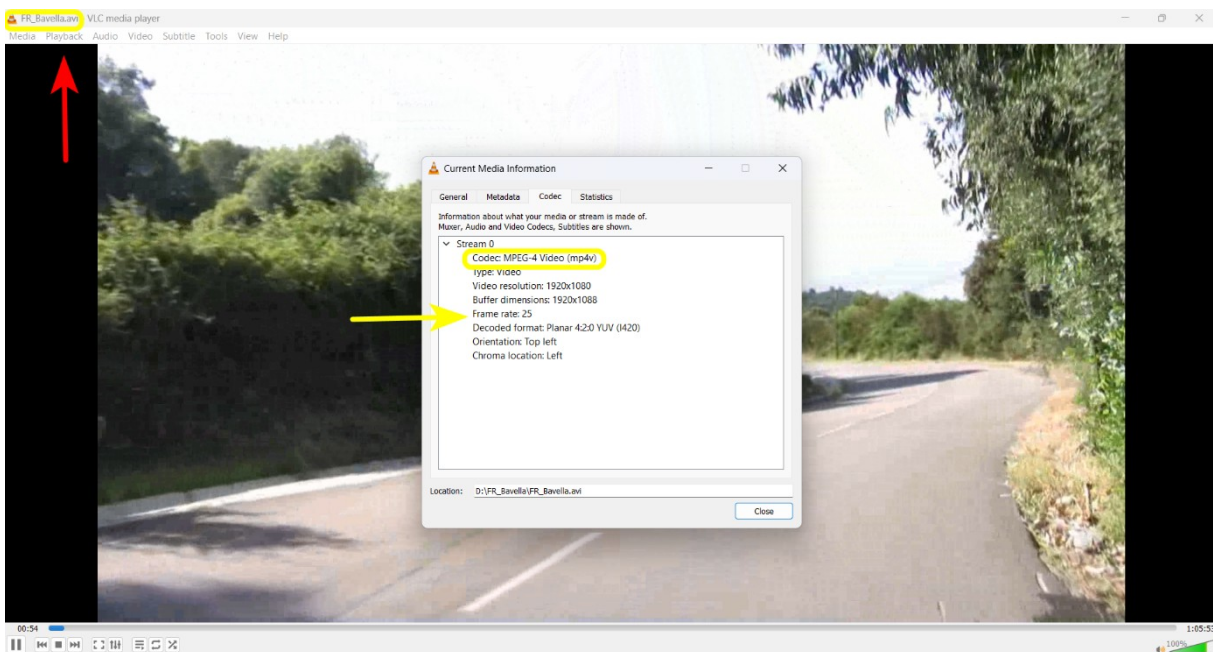 FR_Bavella.avi - VLC media player
Media Playback Audio Video Subtitle Tools View Help
Current Media Information
General Metadata Codec Statistics
Information about what your media or stream is made of.
Muxer, Audio and Video Codecs, Subtitles are shown.
Stream 0
Codec: MPEG-4 Video (mp4v)
Type: Video
Video resolution: 1920x1080
Buffer dimensions: 1920x1088
Frame rate: 25
Decoded format: Planar 4:2:0 YUV (I420)
Orientation: Top left
Chroma location: Left
Location: D:\FR_Bavella\FR_Bavella.avi
Close
00:54 1:05:53
100%